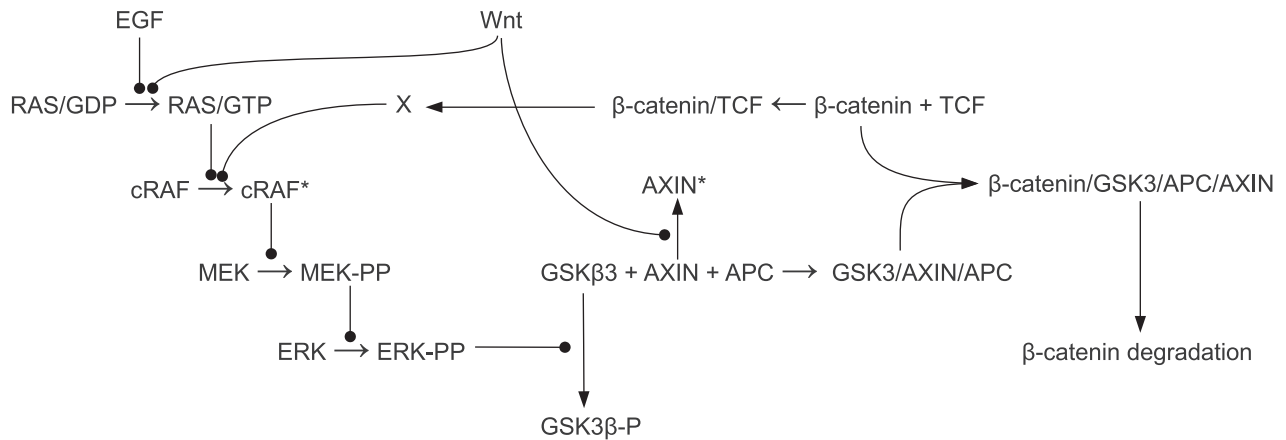 EGF Wnt
RAS/GDP → RAS/GTP X β-catenin/TCF ← β-catenin + TCF
cRAF → cRAF* AXIN* β-catenin/GSK3/APC/AXIN
MEK → MEK-PP GSKβ3 + AXIN + APC → GSK3/AXIN/APC
ERK → ERK-PP β-catenin degradation
GSK3β-P